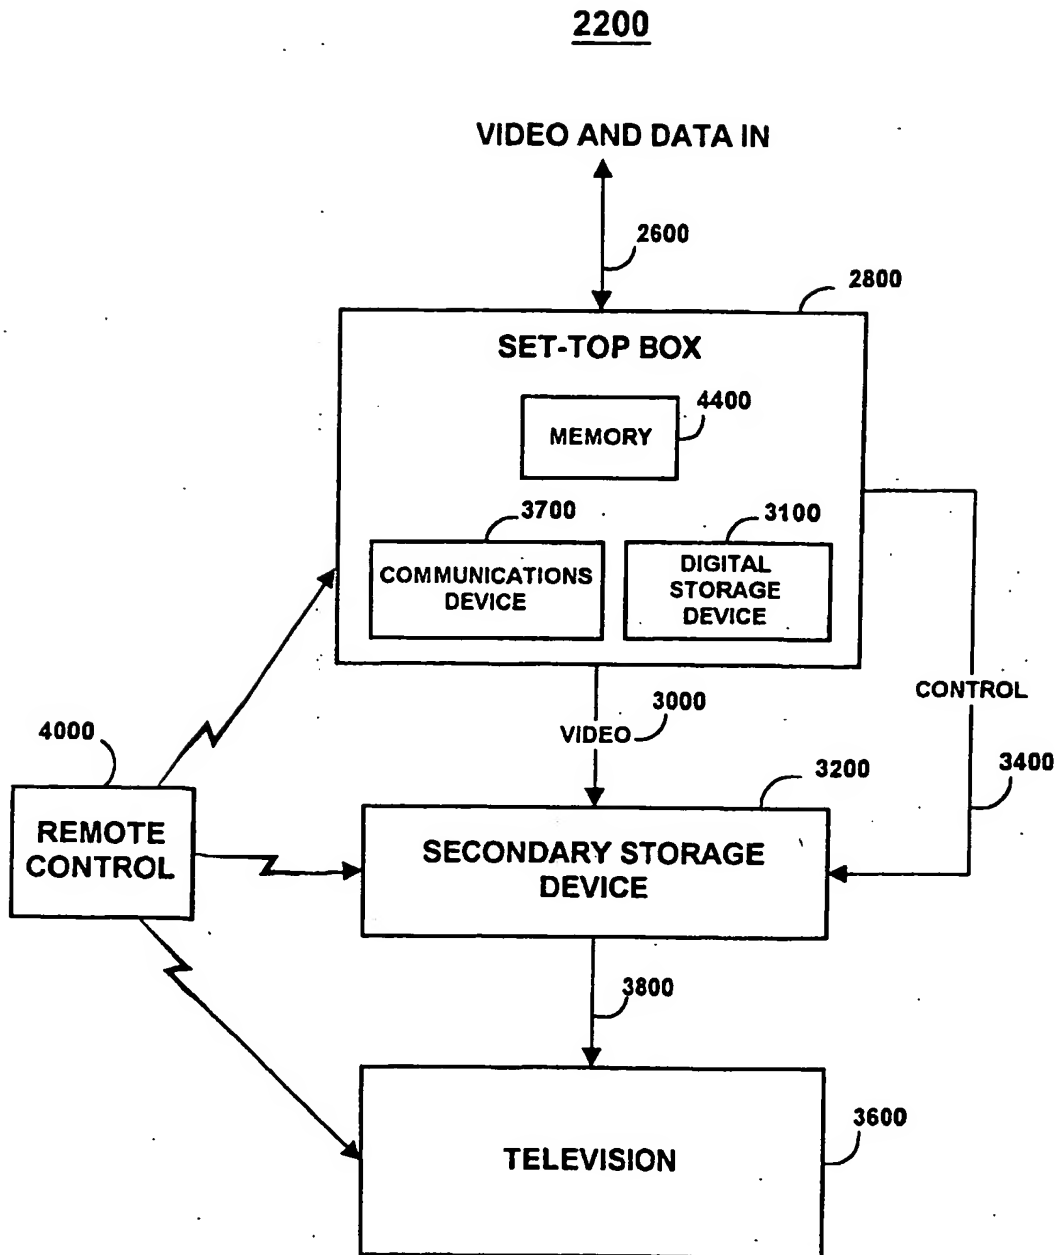 2200
VIDEO AND DATA IN
2600
2800
SET-TOP BOX
4400
MEMORY
3700
3100
COMMUNICATIONS
DEVICE
DIGITAL
STORAGE
DEVICE
CONTROL
3000
VIDEO
4000
3200
3400
REMOTE
CONTROL
SECONDARY STORAGE
DEVICE
3800
3600
TELEVISION